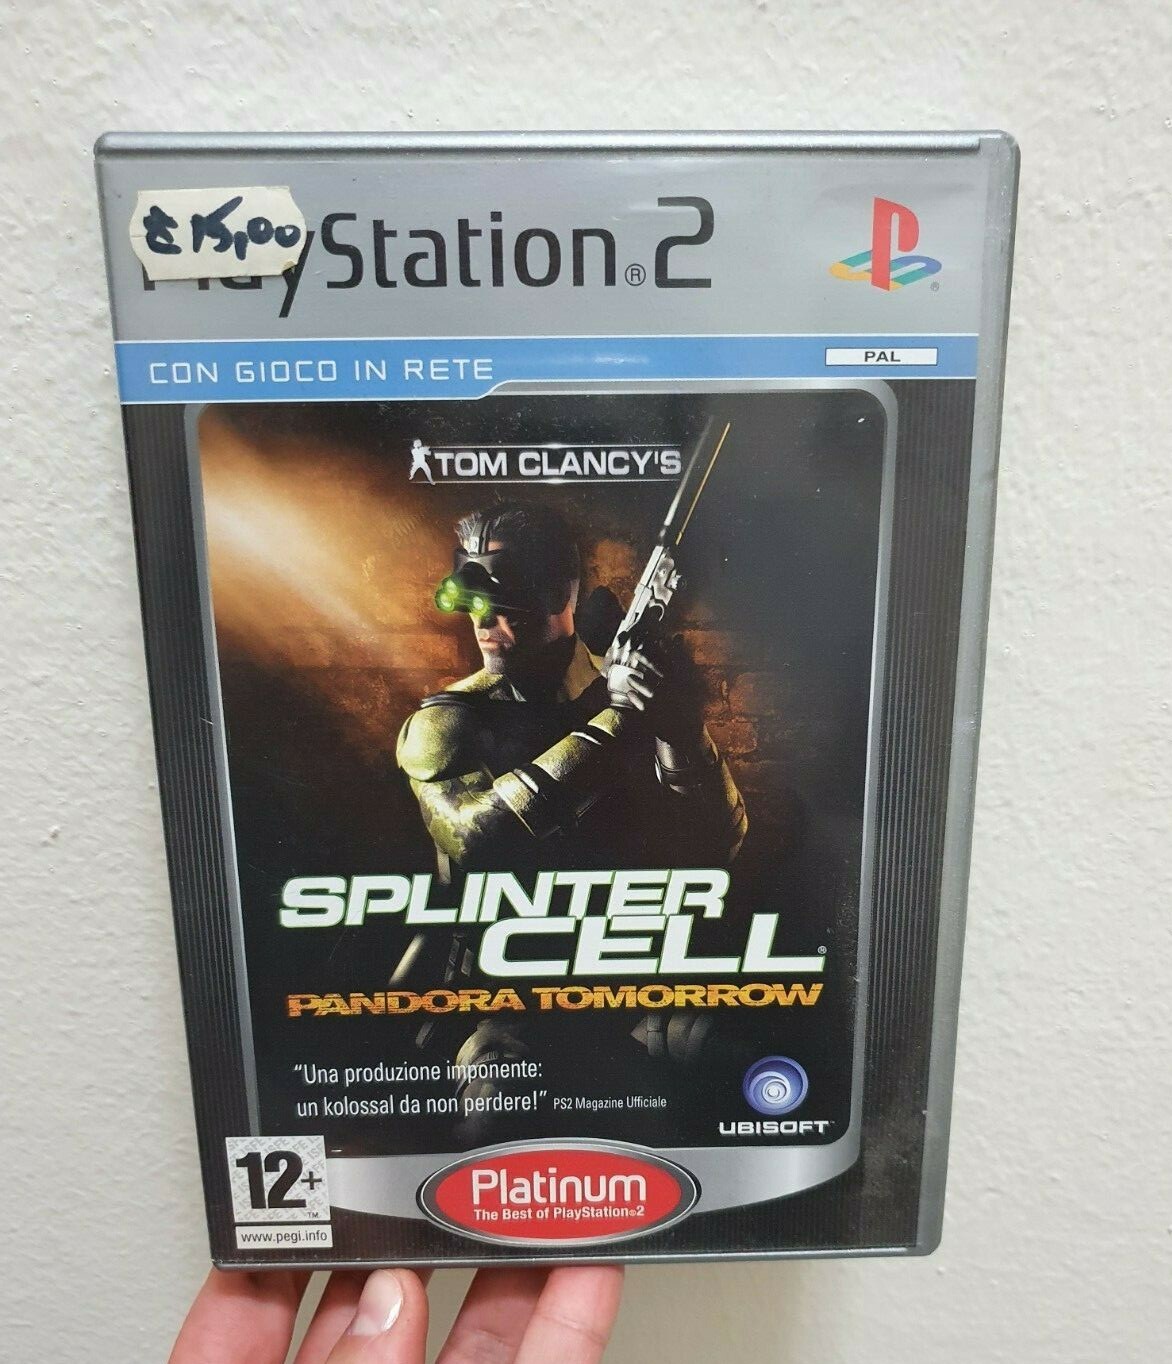 € 15,00
PlayStation®2
CON GIOCO IN RETE
PAL
TOM CLANCY'S
SPLINTER
CELL®
PANDORA TOMORROW
"Una produzione imponente:
un kolossal da non perdere!" PS2 Magazine Ufficiale
UBISOFT
12+
™
www.pegi.info
Platinum
The Best of PlayStation®2